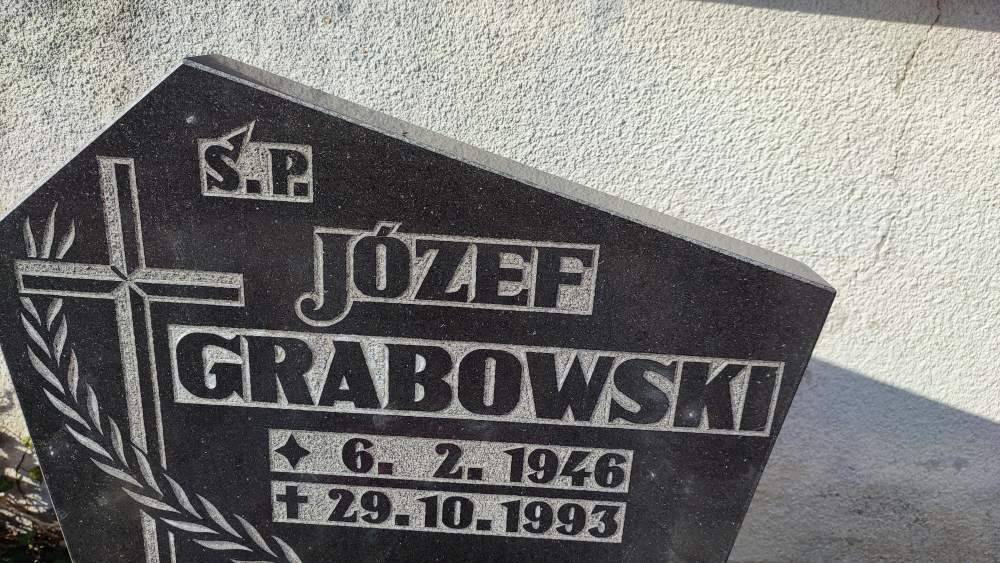 Ś.P.
JÓZEF
GRABOWSKI
✦ 6. 2. 1946
✝ 29.10.1993